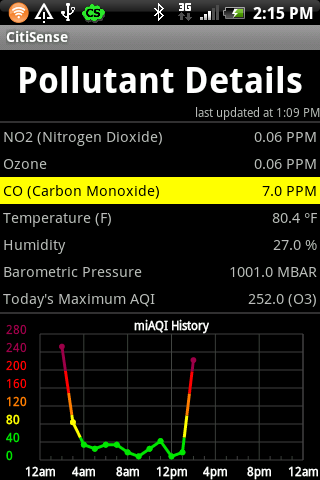 CS 3G 2:15 PM
CitiSense
Pollutant Details
last updated at 1:09 PM
NO2 (Nitrogen Dioxide) 0.06 PPM
Ozone 0.06 PPM
CO (Carbon Monoxide) 7.0 PPM
Temperature (F) 80.4 °F
Humidity 27.0 %
Barometric Pressure 1001.0 MBAR
Today's Maximum AQI 252.0 (O3)
miAQI History
280
240
200
160
120
80
40
0
12am 4am 8am 12pm 4pm 8pm 12am